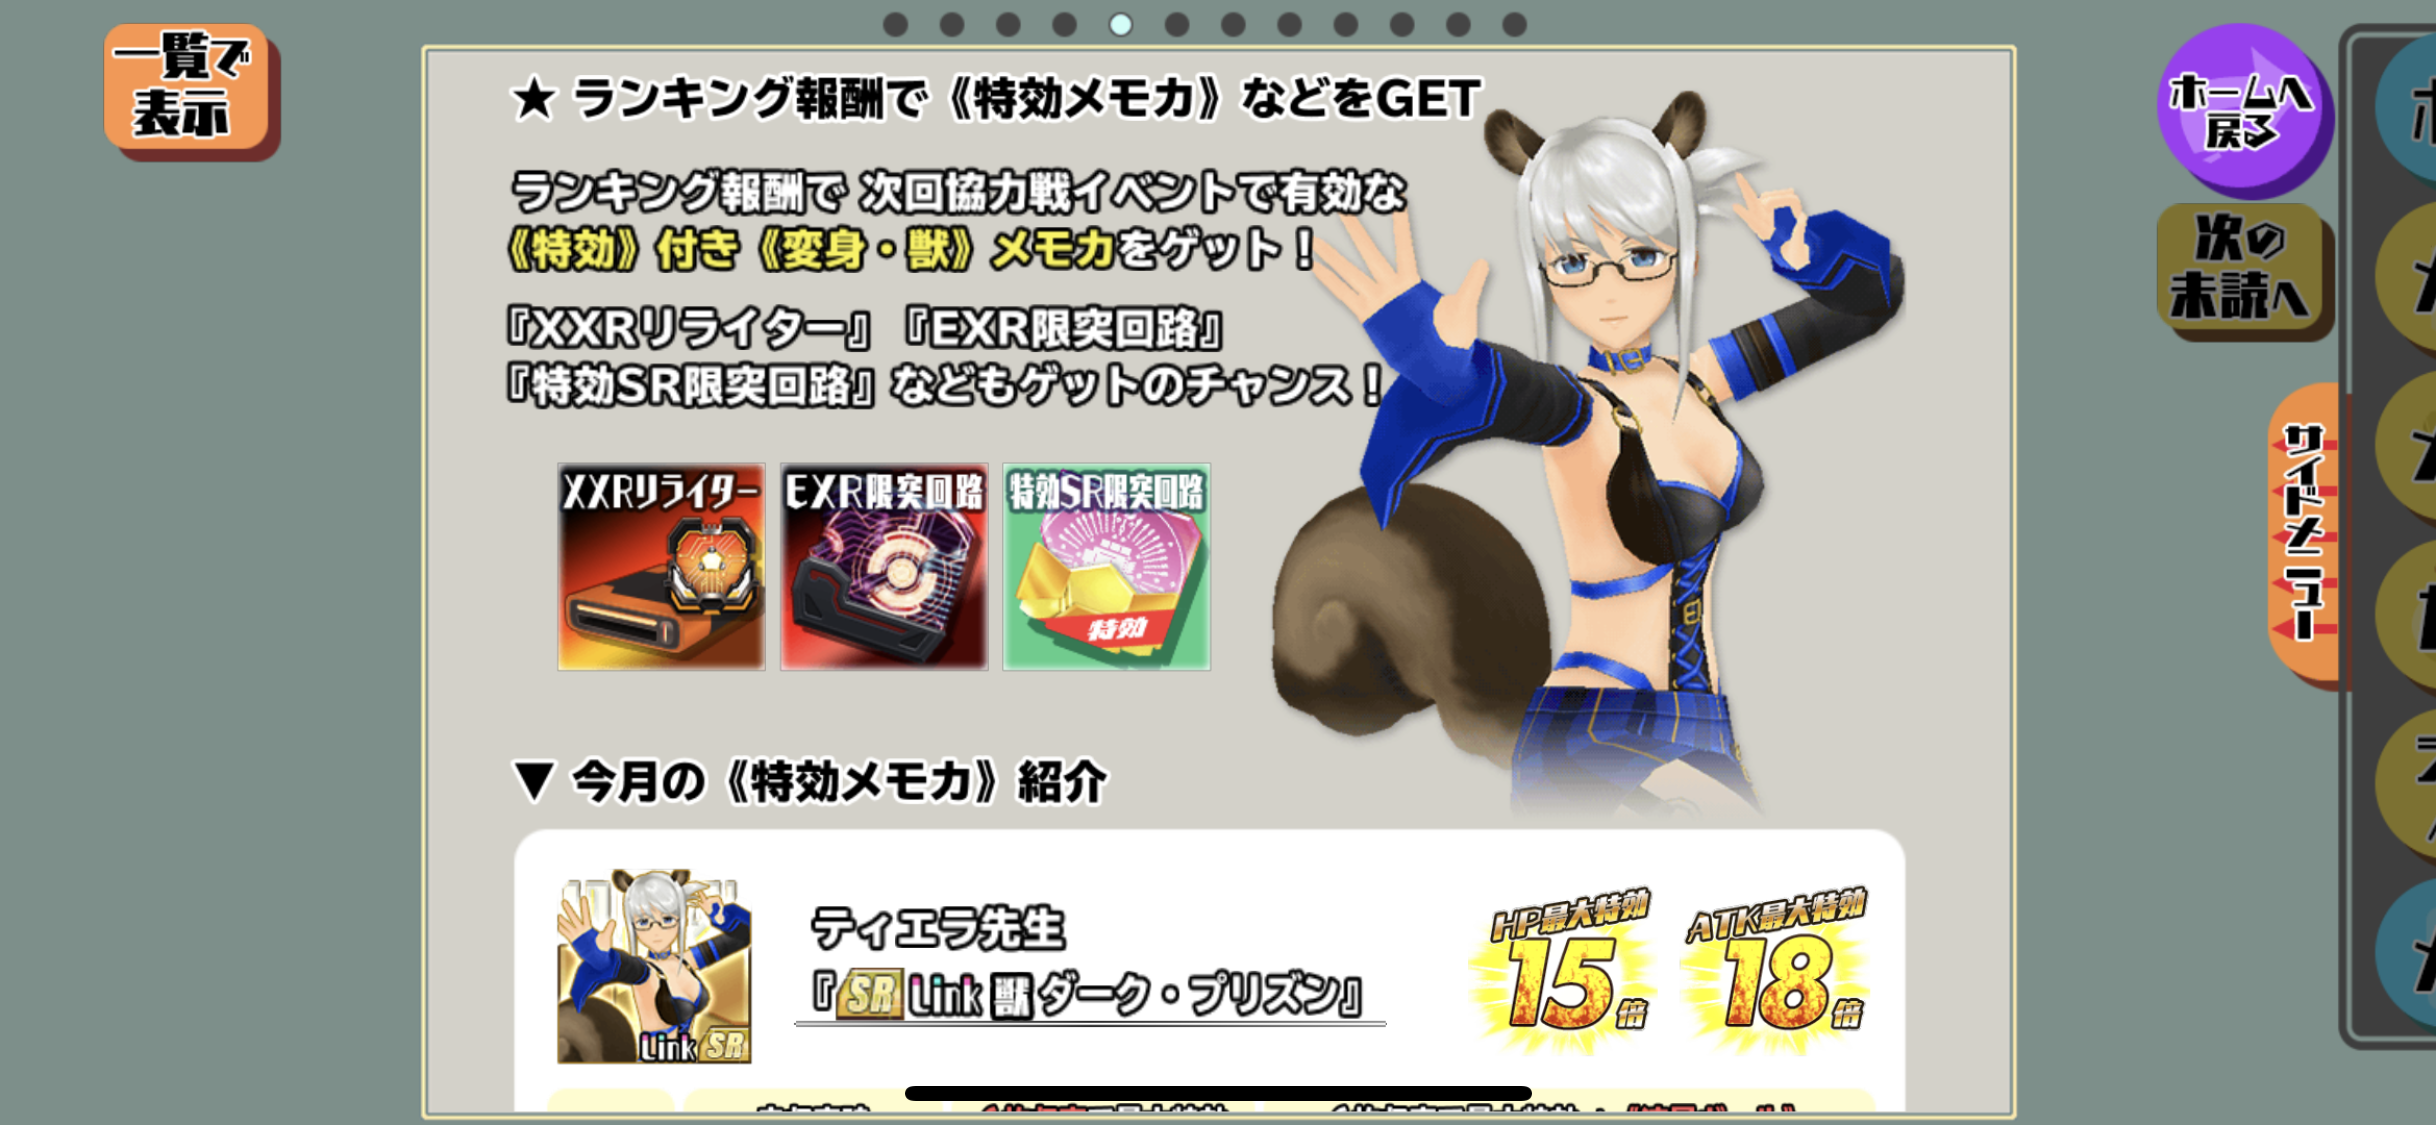 一覧で
表示
★ ランキング報酬で《特効メモカ》などをGET
ランキング報酬で 次回協力戦イベントで有効な
《特効》付き《変身・獣》メモカをゲット！
『XXRリライター』『EXR限突回路』
『特効SR限突回路』などもゲットのチャンス！
XXRリライター
EXR限突回路
特効SR限突回路
特効
▼ 今月の《特効メモカ》紹介
Link SR
ティエラ先生
『SR Link 獣 ダーク・プリズン』
HP最大特効
15倍
ATK最大特効
18倍
ホームへ
戻る
次の
未読へ
サイドメニュー